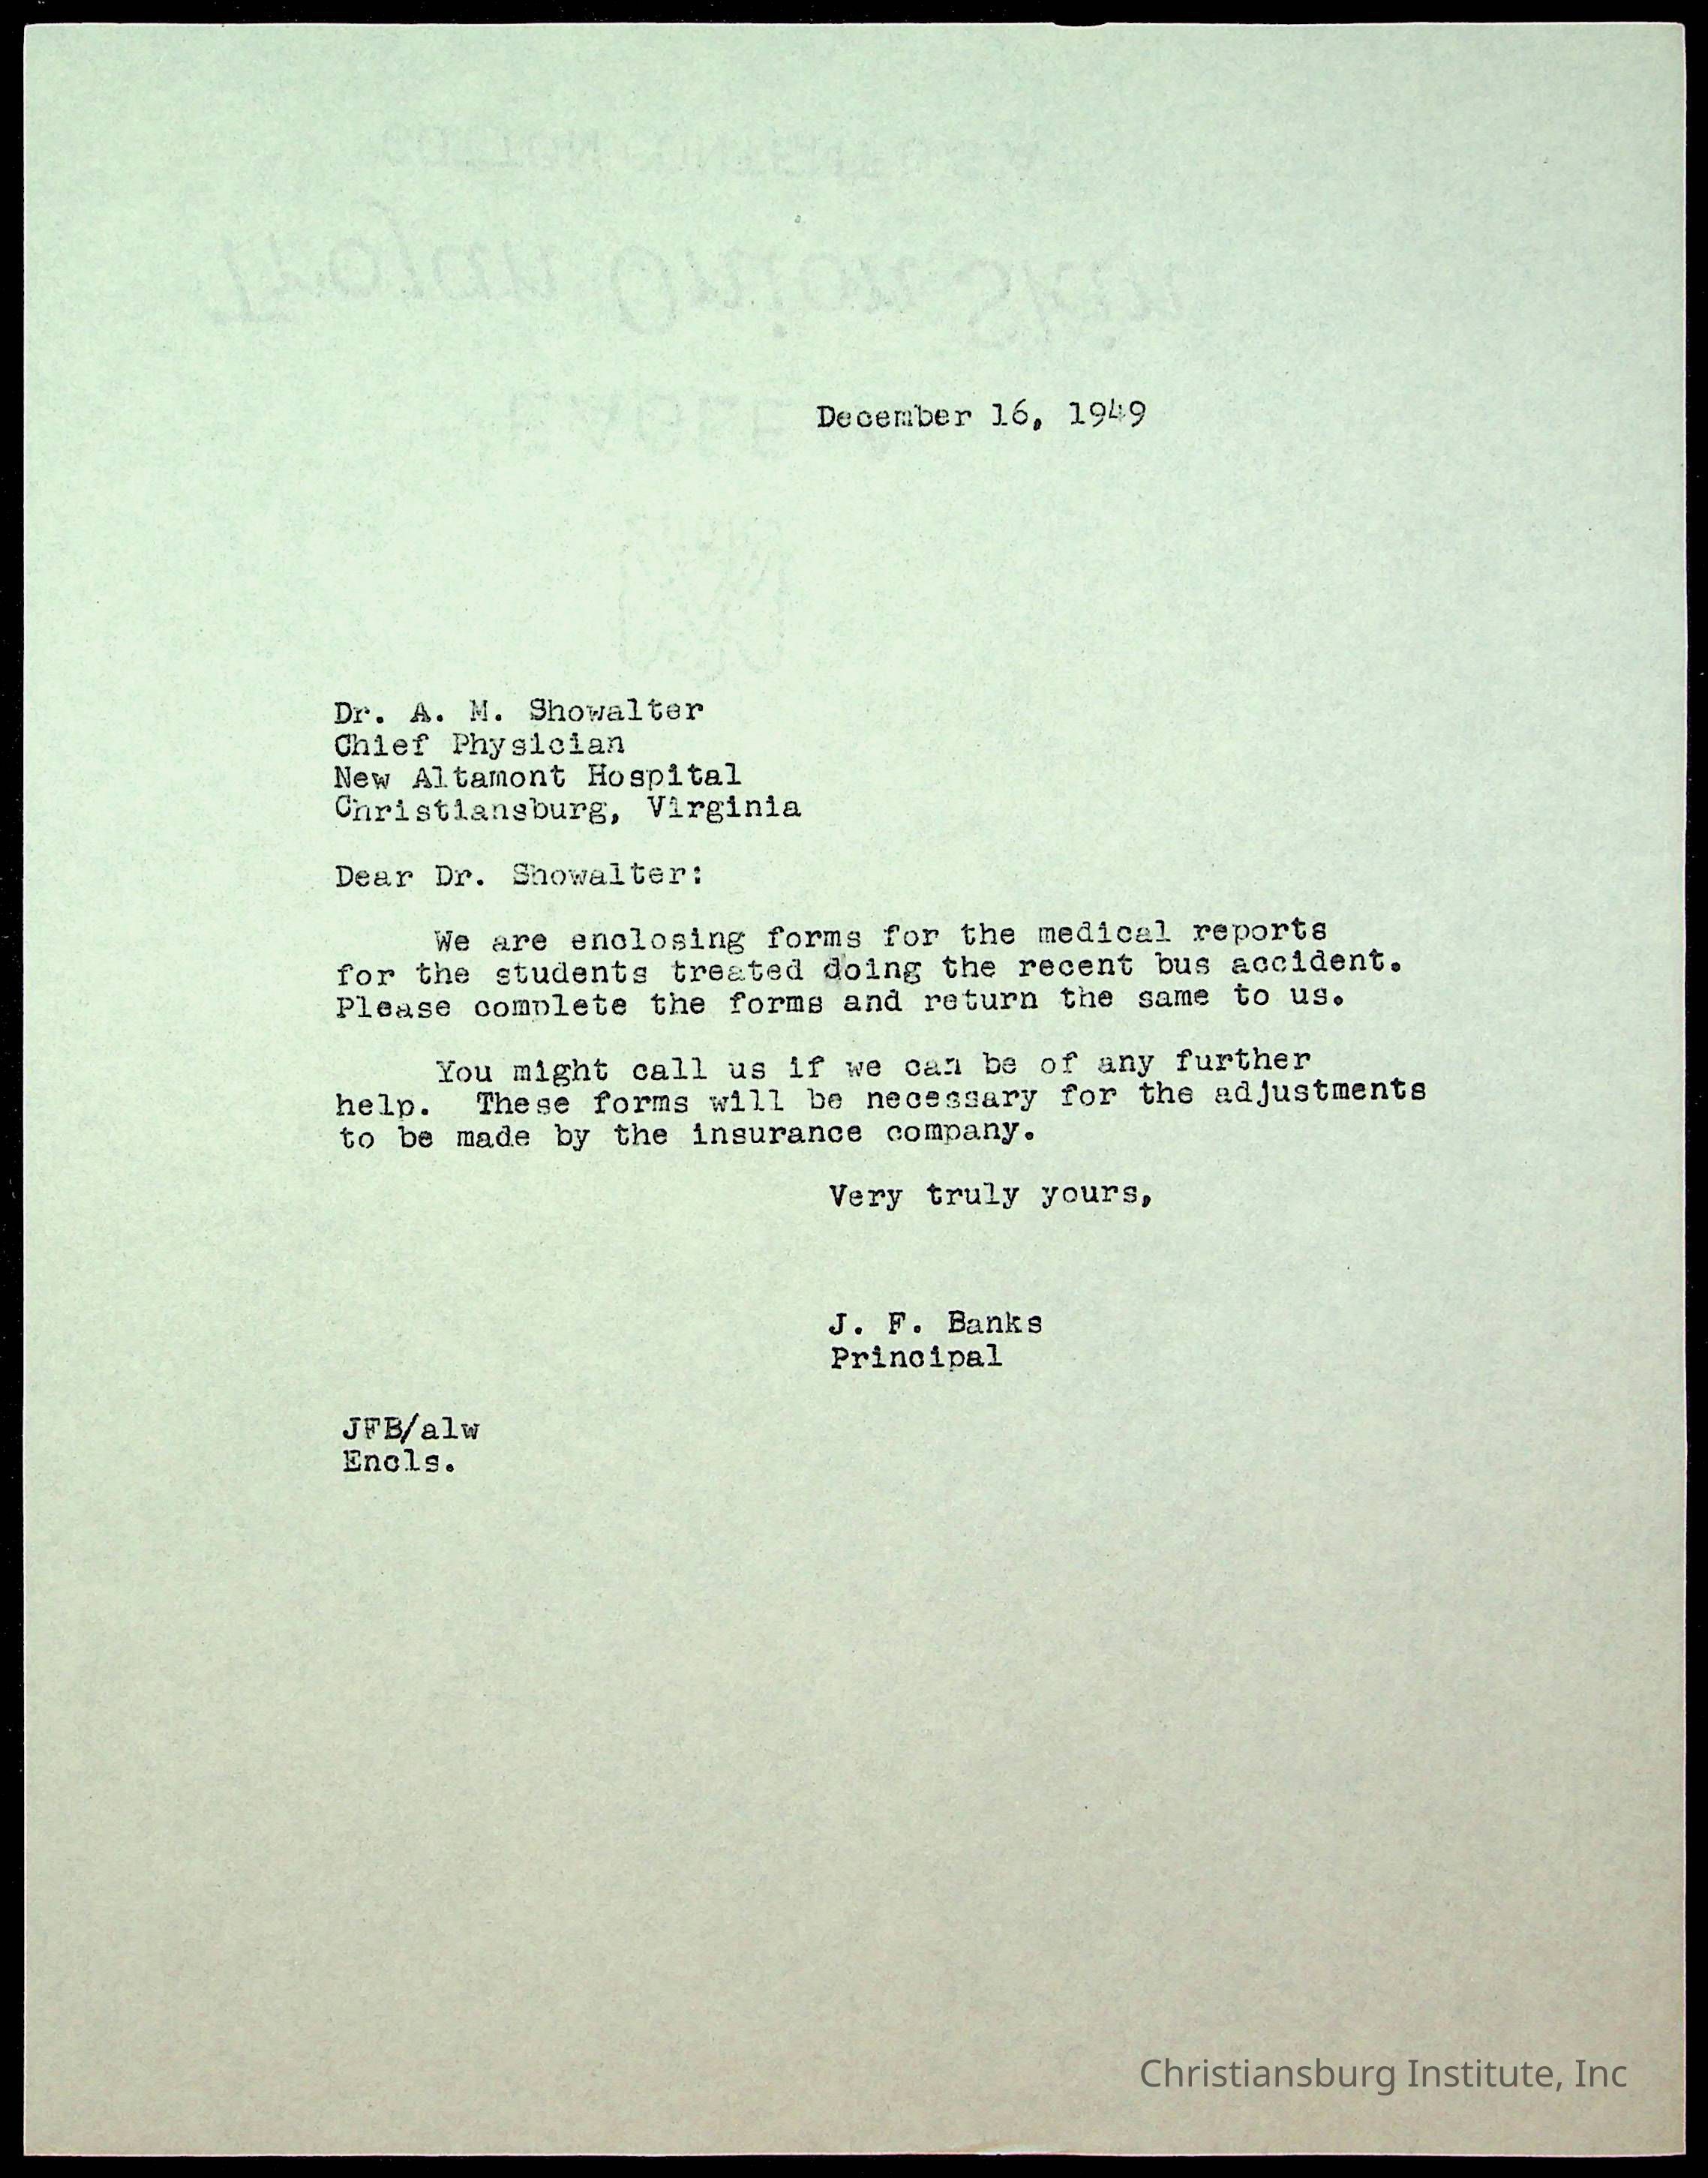 December 16, 1949
Dr. A. M. Showalter
Chief Physician
New Altamont Hospital
Christiansburg, Virginia
Dear Dr. Showalter:
We are enclosing forms for the medical reports
for the students treated doing the recent bus accident.
Please complete the forms and return the same to us.
You might call us if we can be of any further
help. These forms will be necessary for the adjustments
to be made by the insurance company.
Very truly yours,
J. F. Banks
Principal
JFB/alw
Encls.
Christiansburg Institute, Inc